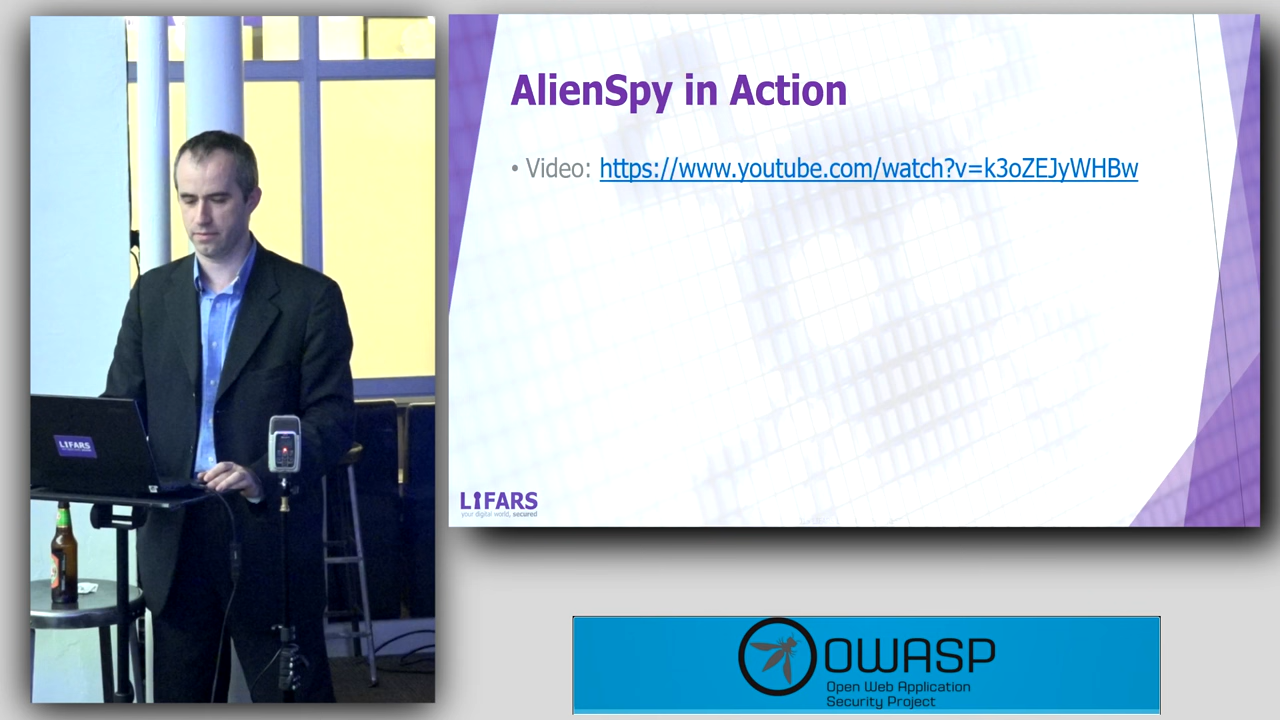 AlienSpy in Action
• Video: https://www.youtube.com/watch?v=k3oZEJyWHBw
LIFARS
LIFARS
your digital world, secured
OWASP
Open Web Application
Security Project